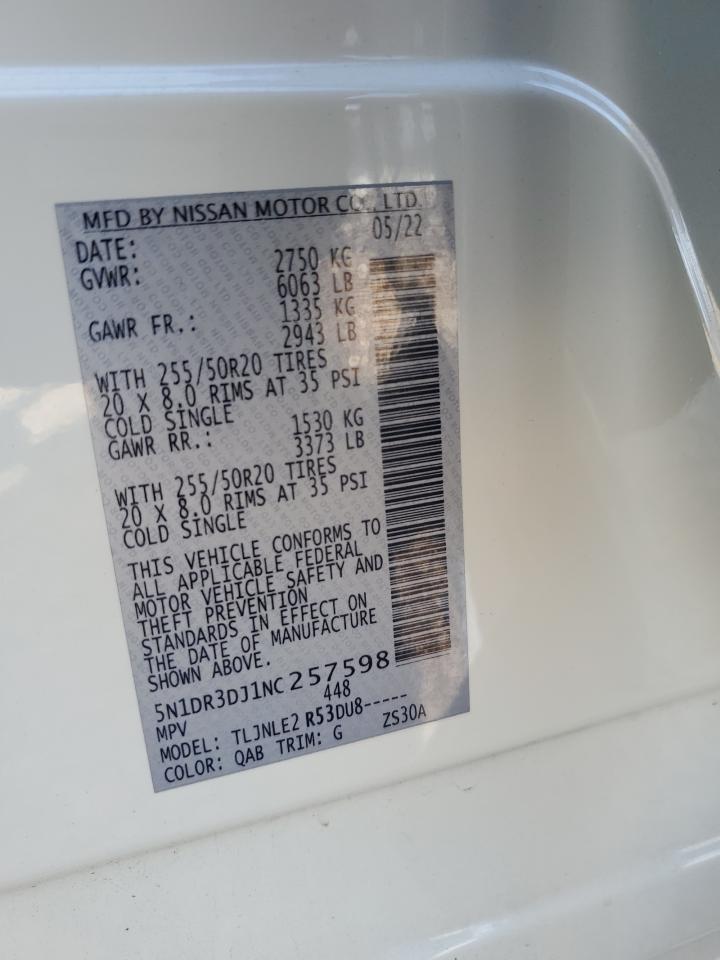 MFD BY NISSAN MOTOR CO., LTD.
DATE: 05/22
GVWR: 2750 KG
6063 LB
GAWR FR.: 1335 KG
2943 LB
WITH 255/50R20 TIRES
20 X 8.0 RIMS AT 35 PSI
COLD SINGLE
GAWR RR.: 1530 KG
3373 LB
WITH 255/50R20 TIRES
20 X 8.0 RIMS AT 35 PSI
COLD SINGLE
THIS VEHICLE CONFORMS TO
ALL APPLICABLE FEDERAL
MOTOR VEHICLE SAFETY AND
THEFT PREVENTION
STANDARDS IN EFFECT ON
THE DATE OF MANUFACTURE
SHOWN ABOVE.
5N1DR3DJ1NC257598
MPV 448
MODEL: TLJNLE2 R53DU8-----
COLOR: QAB TRIM: G ZS30A